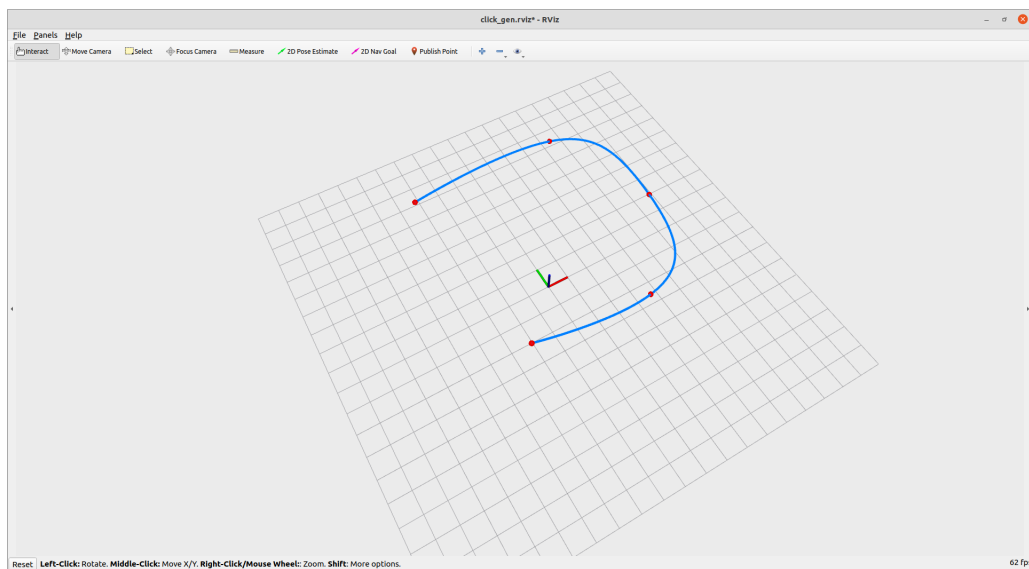 click_gen.rviz* - RViz
File Panels Help
Interact Move Camera Select Focus Camera Measure 2D Pose Estimate 2D Nav Goal Publish Point
Reset Left-Click: Rotate. Middle-Click: Move X/Y. Right-Click/Mouse Wheel:: Zoom. Shift: More options. 62 fp